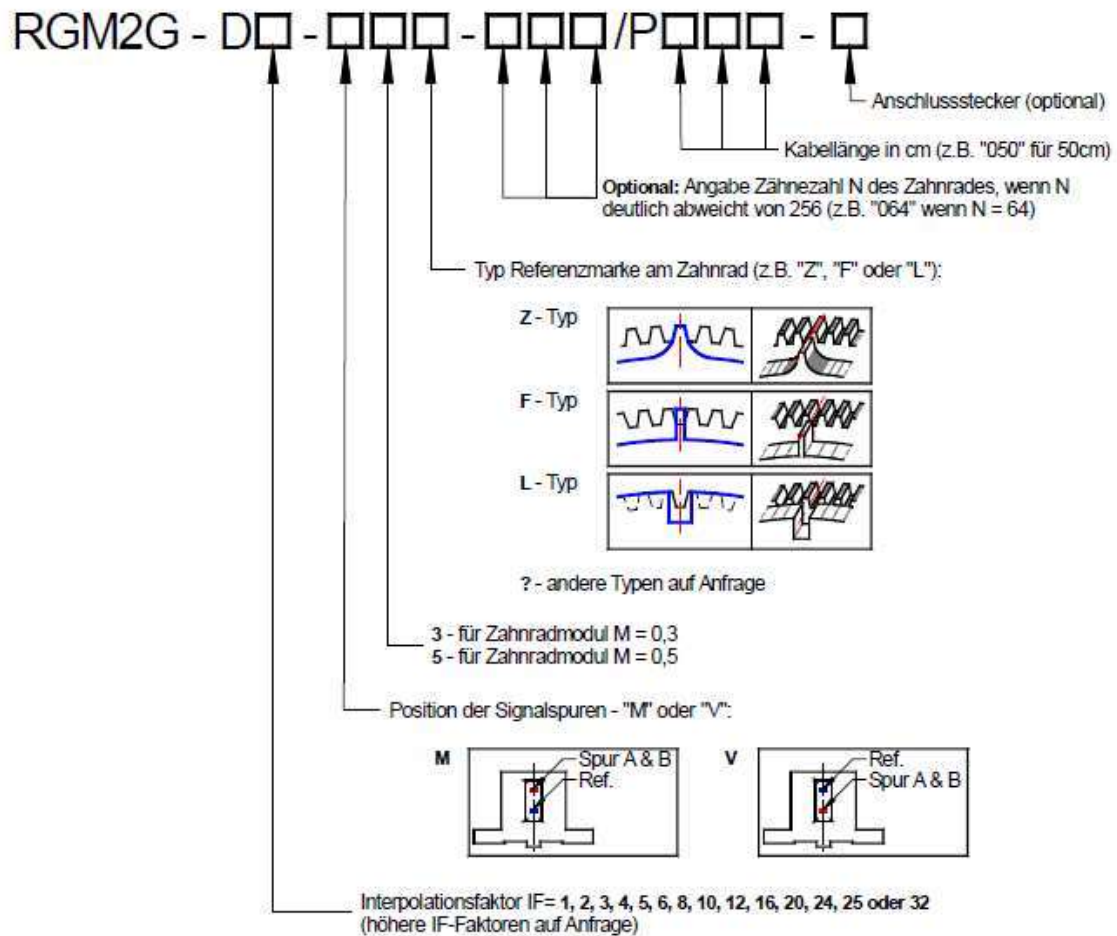 RGM2G - D□ - □□□ - □□□/P□□□ - □
Anschlussstecker (optional)
Kabellänge in cm (z.B. "050" für 50cm)
Optional: Angabe Zähnezahl N des Zahnrades, wenn N
deutlich abweicht von 256 (z.B. "064" wenn N = 64)
Typ Referenzmarke am Zahnrad (z.B. "Z", "F" oder "L"):
Z - Typ
F - Typ
L - Typ
? - andere Typen auf Anfrage
3 - für Zahnradmodul M = 0,3
5 - für Zahnradmodul M = 0,5
Position der Signalspuren - "M" oder "V":
M
Spur A & B
Ref.
V
Ref.
Spur A & B
Interpolationsfaktor IF= 1, 2, 3, 4, 5, 6, 8, 10, 12, 16, 20, 24, 25 oder 32
(höhere IF-Faktoren auf Anfrage)